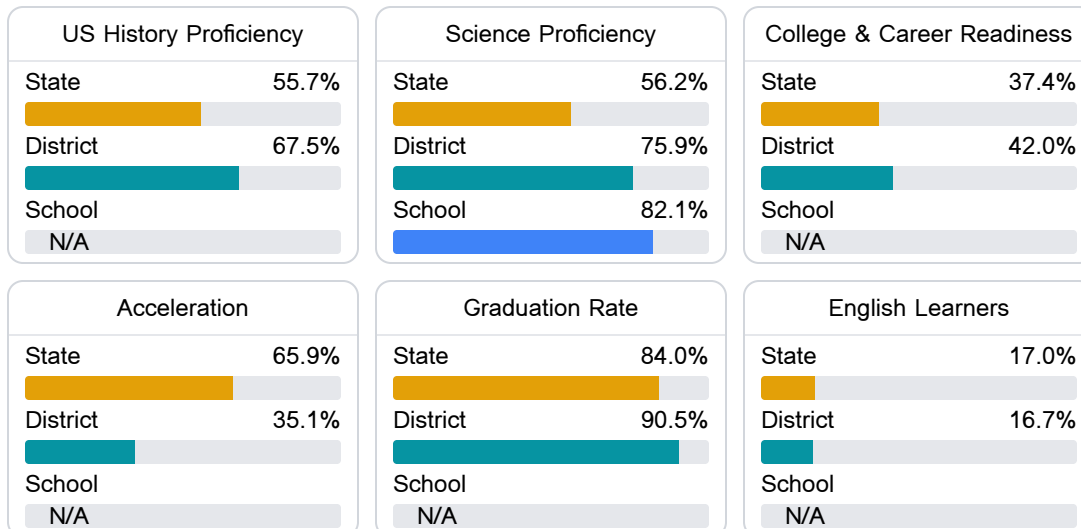 US History Proficiency
State 55.7%
District 67.5%
School
N/A
Science Proficiency
State 56.2%
District 75.9%
School 82.1%
College & Career Readiness
State 37.4%
District 42.0%
School
N/A
Acceleration
State 65.9%
District 35.1%
School
N/A
Graduation Rate
State 84.0%
District 90.5%
School
N/A
English Learners
State 17.0%
District 16.7%
School
N/A